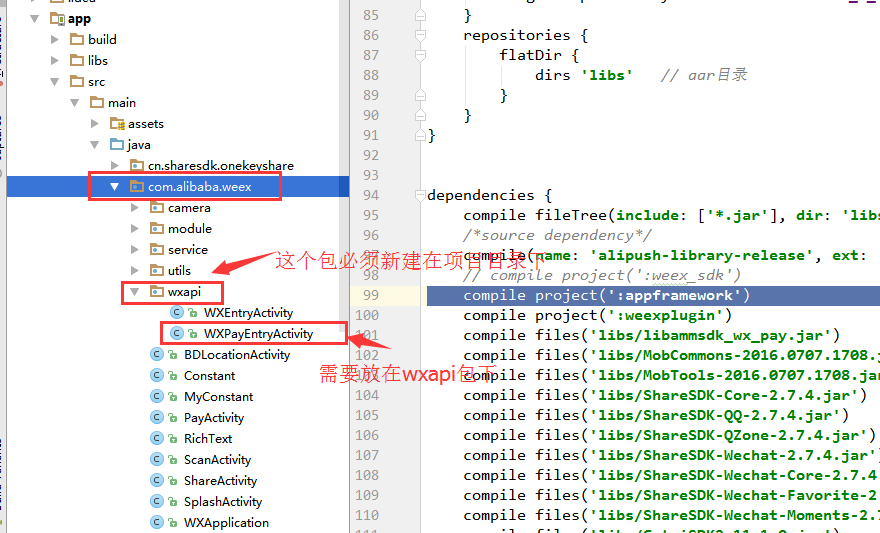 app
build
libs
src
main
assets
java
cn.sharesdk.onekeyshare
com.alibaba.weex
camera
module
service
utils
wxapi
WXEntryActivity
WXPayEntryActivity
BDLocationActivity
Constant
MyConstant
PayActivity
RichText
ScanActivity
ShareActivity
SplashActivity
WXApplication
这个包必须新建在项目目录下
需要放在wxapi包下
85 }
86 repositories {
87 flatDir {
88 dirs 'libs' // aar目录
89 }
90 }
91 }
92
93
94 dependencies {
95 compile fileTree(include: ['*.jar'], dir: 'libs
96 /*source dependency*/
97 compile(name: 'alipush-library-release', ext:
98 // compile project(':weex_sdk')
99 compile project(':appframework')
100 compile project(':weexplugin')
101 compile files('libs/libammsdk_wx_pay.jar')
102 compile files('libs/MobCommons-2016.0707.1708.j
103 compile files('libs/MobTools-2016.0707.1708.jar
104 compile files('libs/ShareSDK-Core-2.7.4.jar')
105 compile files('libs/ShareSDK-QQ-2.7.4.jar')
106 compile files('libs/ShareSDK-QZone-2.7.4.jar')
107 compile files('libs/ShareSDK-Wechat-2.7.4.jar'
108 compile files('libs/ShareSDK-Wechat-Core-2.7.4
109 compile files('libs/ShareSDK-Wechat-Favorite-2
110 compile files('libs/ShareSDK-Wechat-Moments-2.7